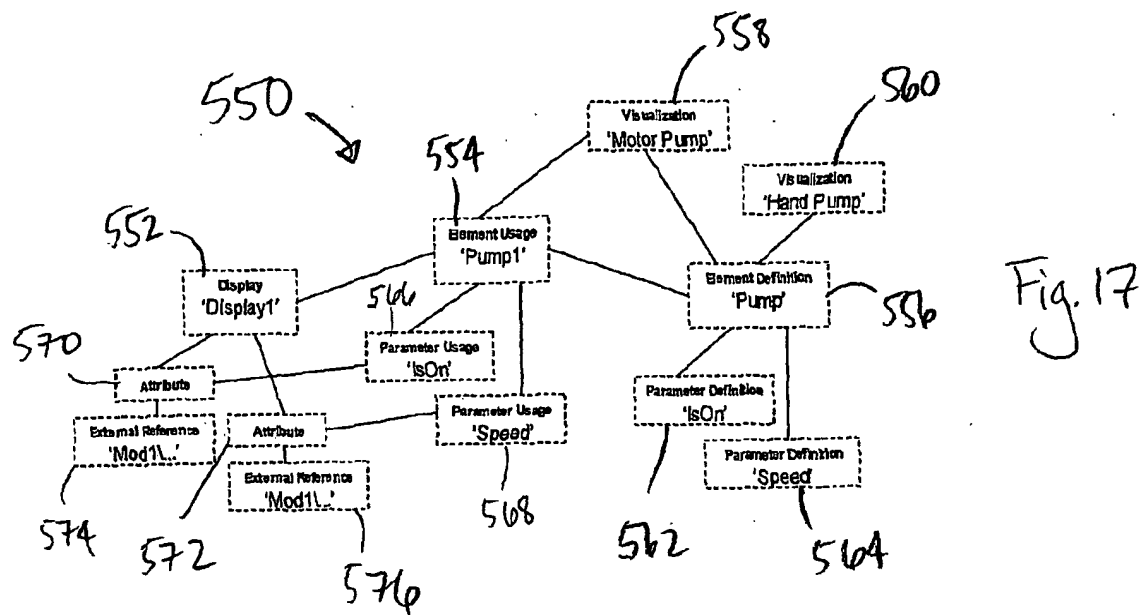 558
550
560
Visualization
'Motor Pump'
554
Visualization
'Hand Pump'
552
Element Usage
'Pump1'
Display
'Display1'
566
Element Definition
'Pump'
556
Fig. 17
570
Parameter Usage
'IsOn'
Attribute
Parameter Definition
'IsOn'
External Reference
'Mod1\...'
Attribute
Parameter Usage
'Speed'
Parameter Definition
'Speed'
External Reference
'Mod1\...'
574
572
576
568
562
564